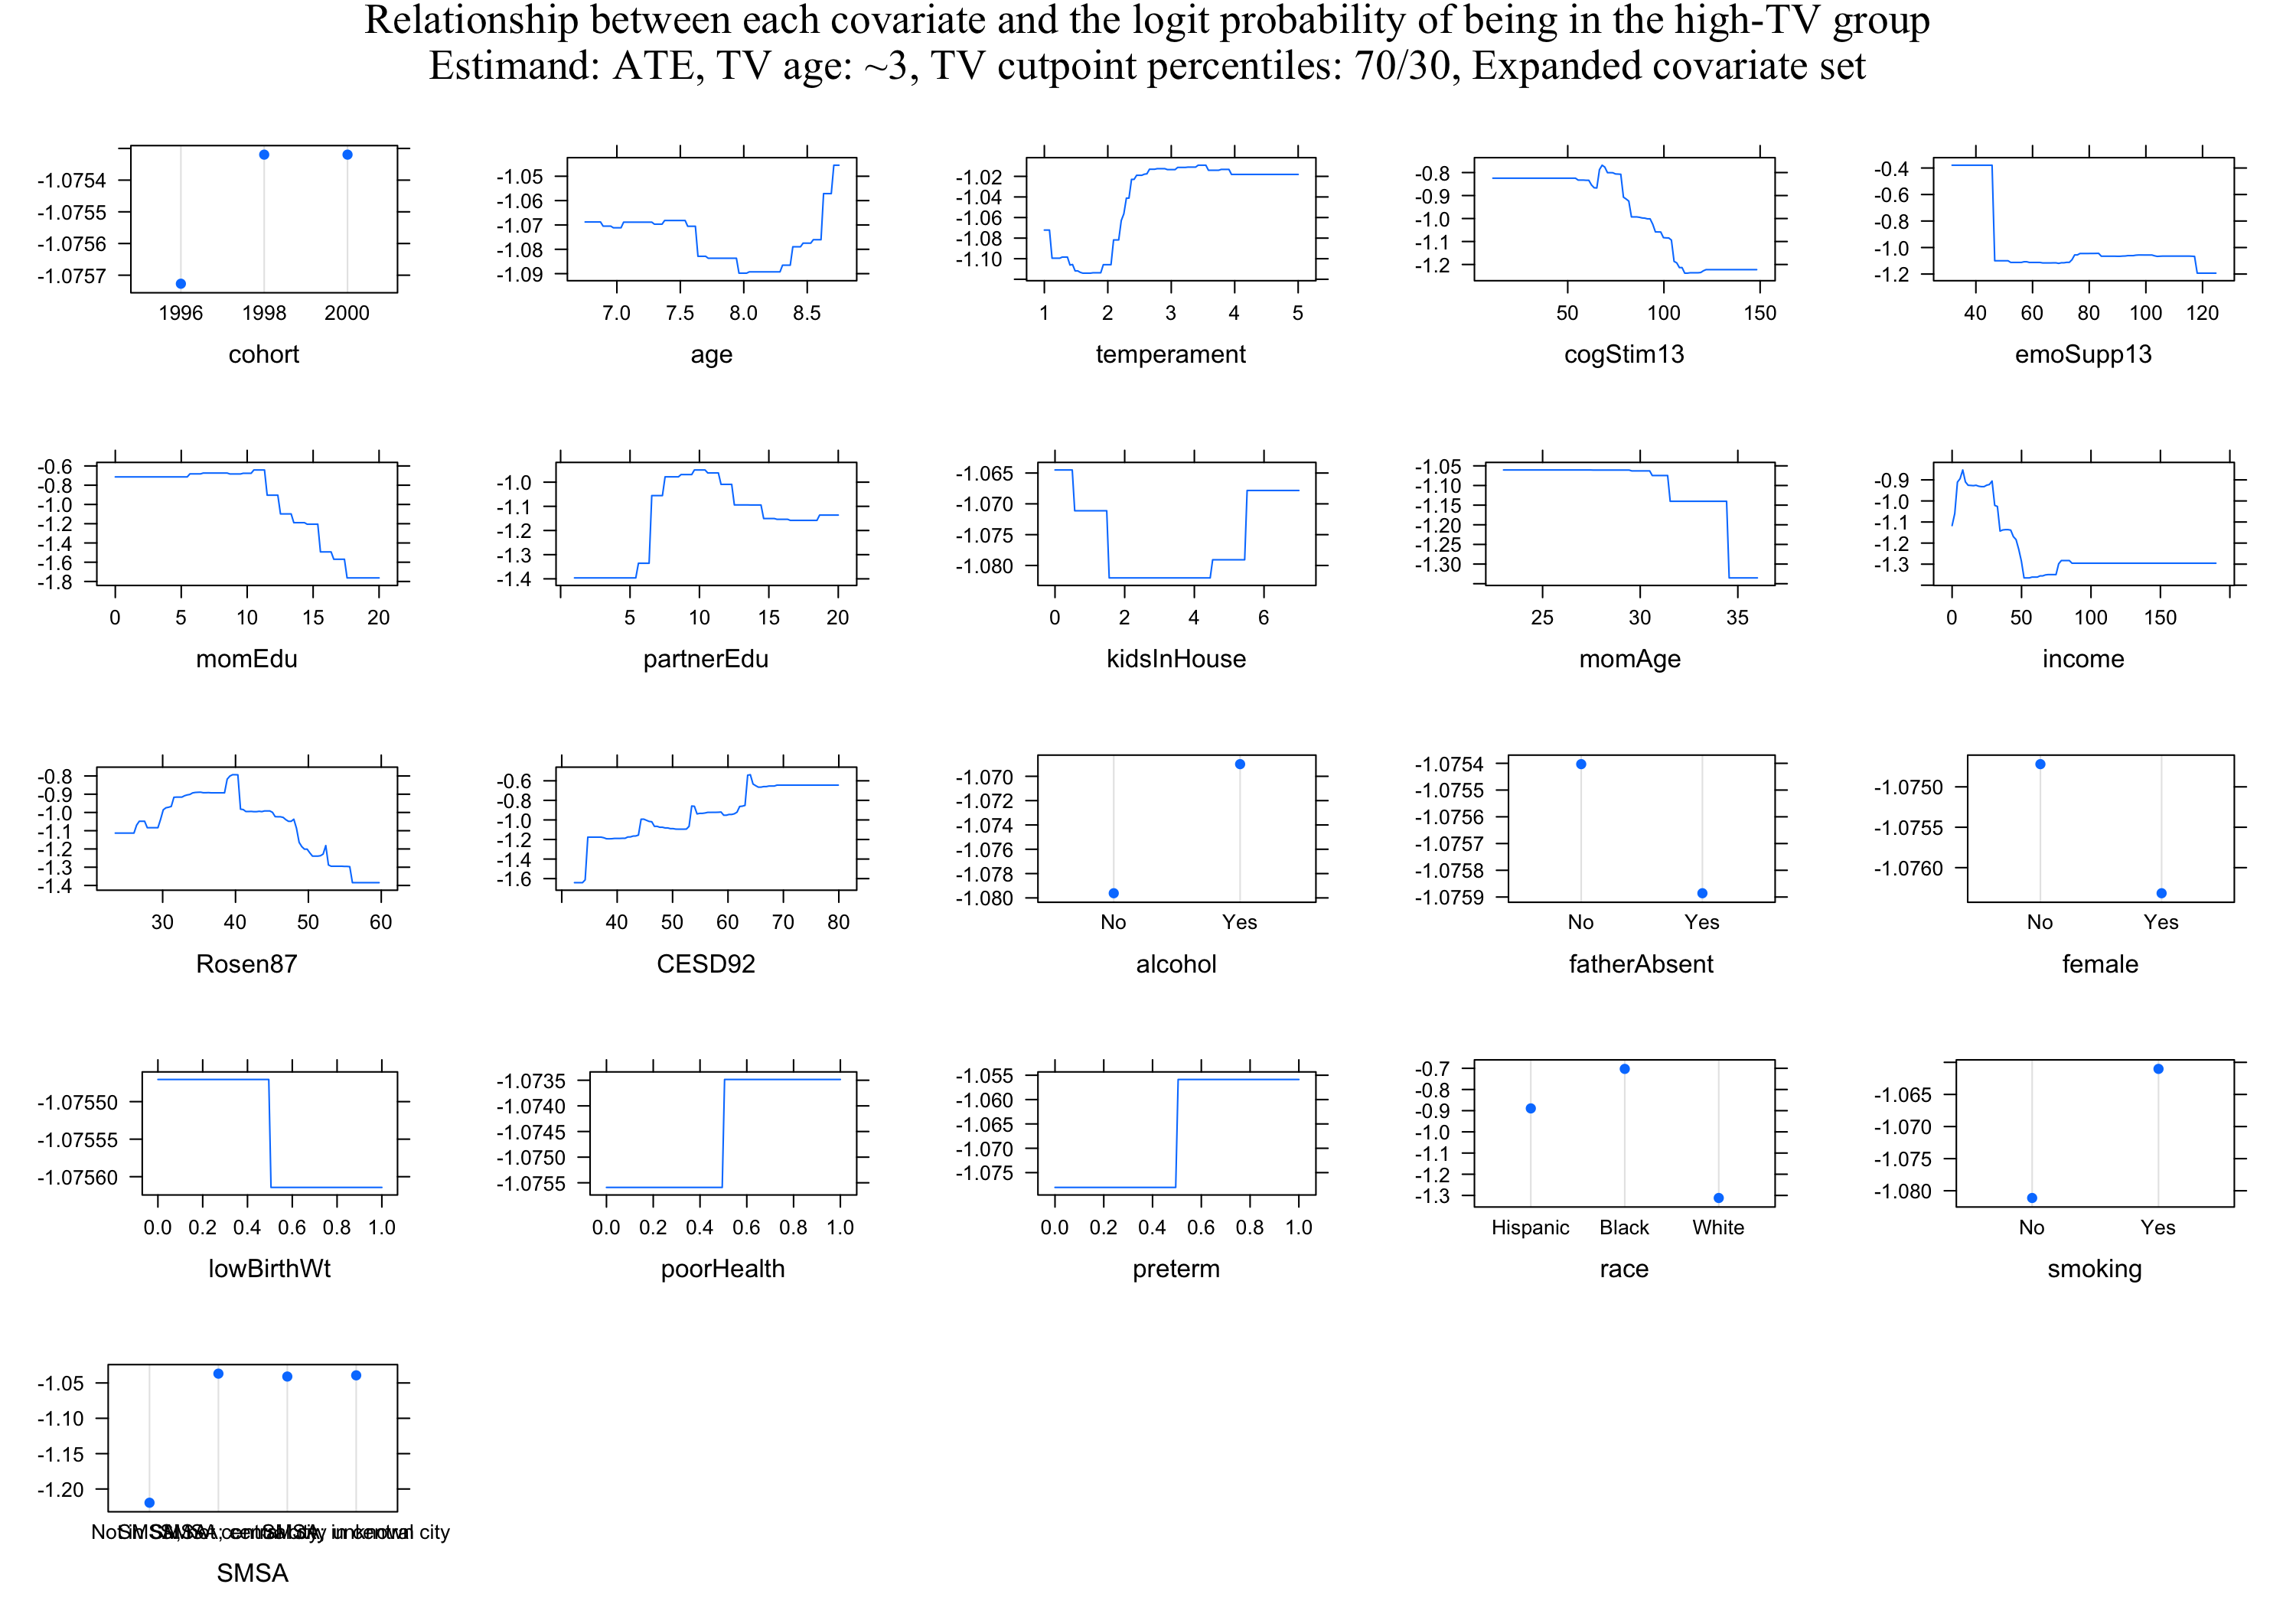 Relationship between each covariate and the logit probability of being in the high-TV group
Estimand: ATE, TV age: ~3, TV cutpoint percentiles: 70/30, Expanded covariate set
-1.0754
-1.0755
-1.0756
-1.0757
1996 1998 2000
cohort
-1.05
-1.06
-1.07
-1.08
-1.09
7.0 7.5 8.0 8.5
age
-1.02
-1.04
-1.06
-1.08
-1.10
1 2 3 4 5
temperament
-0.8
-0.9
-1.0
-1.1
-1.2
50 100 150
cogStim13
-0.4
-0.6
-0.8
-1.0
-1.2
40 60 80 100 120
emoSupp13
-0.6
-0.8
-1.0
-1.2
-1.4
-1.6
-1.8
0 5 10 15 20
momEdu
-1.0
-1.1
-1.2
-1.3
-1.4
5 10 15 20
partnerEdu
-1.065
-1.070
-1.075
-1.080
0 2 4 6
kidsInHouse
-1.05
-1.10
-1.15
-1.20
-1.25
-1.30
25 30 35
momAge
-0.9
-1.0
-1.1
-1.2
-1.3
0 50 100 150
income
-0.8
-0.9
-1.0
-1.1
-1.2
-1.3
-1.4
30 40 50 60
Rosen87
-0.6
-0.8
-1.0
-1.2
-1.4
-1.6
40 50 60 70 80
CESD92
-1.070
-1.072
-1.074
-1.076
-1.078
-1.080
No Yes
alcohol
-1.0754
-1.0755
-1.0756
-1.0757
-1.0758
-1.0759
No Yes
fatherAbsent
-1.0750
-1.0755
-1.0760
No Yes
female
-1.07550
-1.07555
-1.07560
0.0 0.2 0.4 0.6 0.8 1.0
lowBirthWt
-1.0735
-1.0740
-1.0745
-1.0750
-1.0755
0.0 0.2 0.4 0.6 0.8 1.0
poorHealth
-1.055
-1.060
-1.065
-1.070
-1.075
0.0 0.2 0.4 0.6 0.8 1.0
preterm
-0.7
-0.8
-0.9
-1.0
-1.1
-1.2
-1.3
Hispanic Black White
race
-1.065
-1.070
-1.075
-1.080
No Yes
smoking
-1.05
-1.10
-1.15
-1.20
city
SMSA